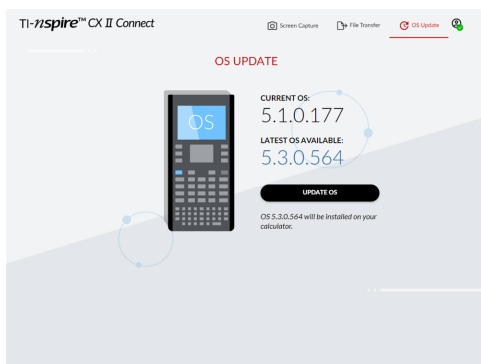 TI-nspire™ CX II Connect
Screen Capture
File Transfer
OS Update
OS UPDATE
OS
CURRENT OS:
5.1.0.177
LATEST OS AVAILABLE:
5.3.0.564
UPDATE OS
OS 5.3.0.564 will be installed on your
calculator.